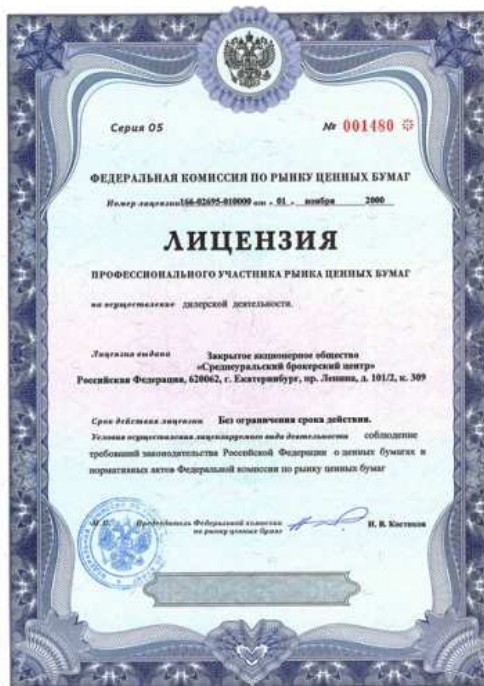 Серия 05
№ 001480
ФЕДЕРАЛЬНАЯ КОМИССИЯ ПО РЫНКУ ЦЕННЫХ БУМАГ
Номер лицензии 166-02695-010000 от « 01 » ноября 2000
ЛИЦЕНЗИЯ
ПРОФЕССИОНАЛЬНОГО УЧАСТНИКА РЫНКА ЦЕННЫХ БУМАГ
на осуществление дилерской деятельности.
Лицензия выдана Закрытое акционерное общество
«Среднеуральский брокерский центр»
Российская Федерация, 620062, г. Екатеринбург, пр. Ленина, д. 101/2, к. 309
Срок действия лицензии Без ограничения срока действия.
Условия осуществления лицензируемого вида деятельности соблюдение
требований законодательства Российской Федерации о ценных бумагах и
нормативных актов Федеральной комиссии по рынку ценных бумаг
М.П. Председатель Федеральной комиссии
по рынку ценных бумаг
И. В. Костиков